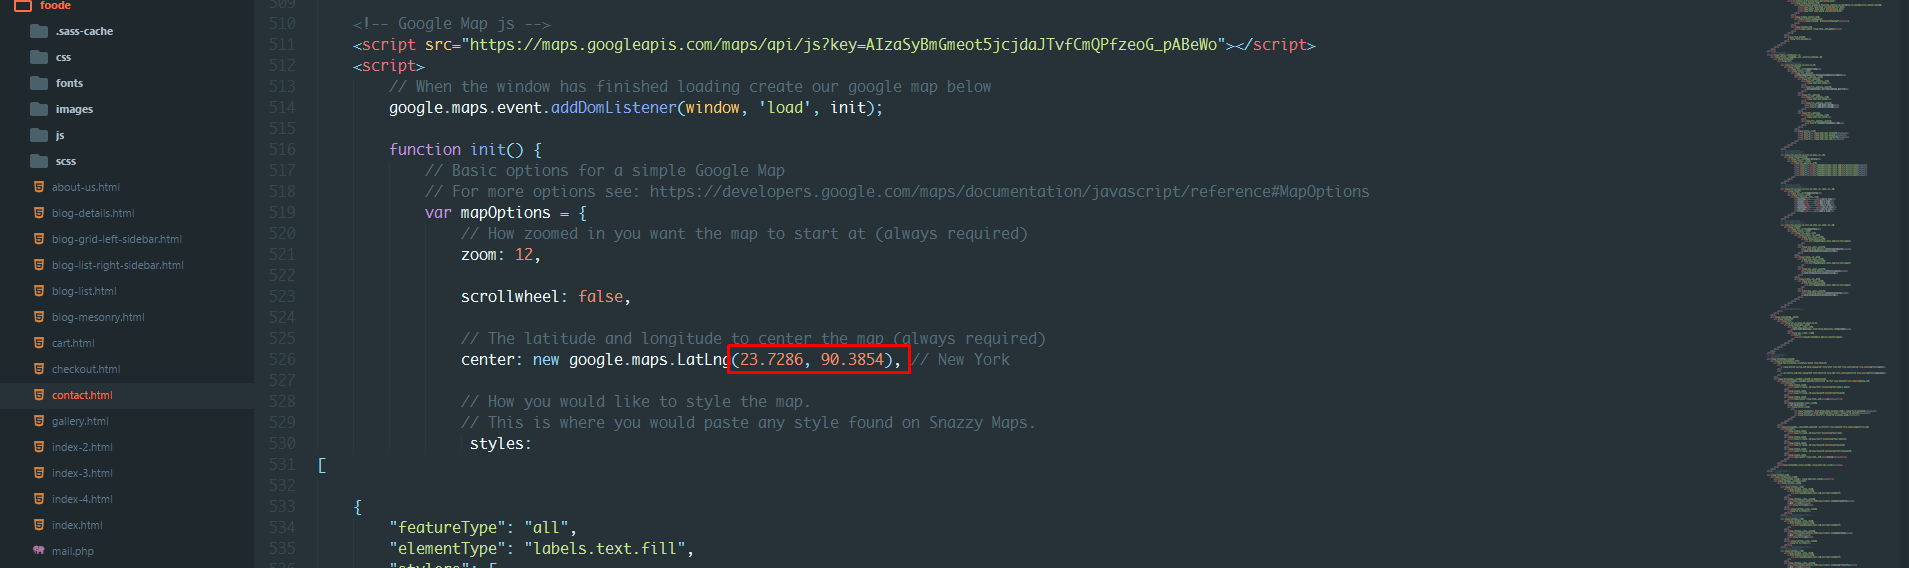 foode
.sass-cache
css
fonts
images
js
scss
about-us.html
blog-details.html
blog-grid-left-sidebar.html
blog-list-right-sidebar.html
blog-list.html
blog-mesonry.html
cart.html
checkout.html
contact.html
gallery.html
index-2.html
index-3.html
index-4.html
index.html
mail.php
509
510 <!-- Google Map js -->
511 <script src="https://maps.googleapis.com/maps/api/js?key=AIzaSyBmGmeot5jcjdaJTvfCmQPfzeoG_pABeWo"></script>
512 <script>
513 // When the window has finished loading create our google map below
514 google.maps.event.addDomListener(window, 'load', init);
515
516 function init() {
517 // Basic options for a simple Google Map
518 // For more options see: https://developers.google.com/maps/documentation/javascript/reference#MapOptions
519 var mapOptions = {
520 // How zoomed in you want the map to start at (always required)
521 zoom: 12,
522
523 scrollwheel: false,
524
525 // The latitude and longitude to center the map (always required)
526 center: new google.maps.LatLng(23.7286, 90.3854), // New York
527
528 // How you would like to style the map.
529 // This is where you would paste any style found on Snazzy Maps.
530 styles:
531 [
532
533 {
534 "featureType": "all",
535 "elementType": "labels.text.fill",
"stylers": [